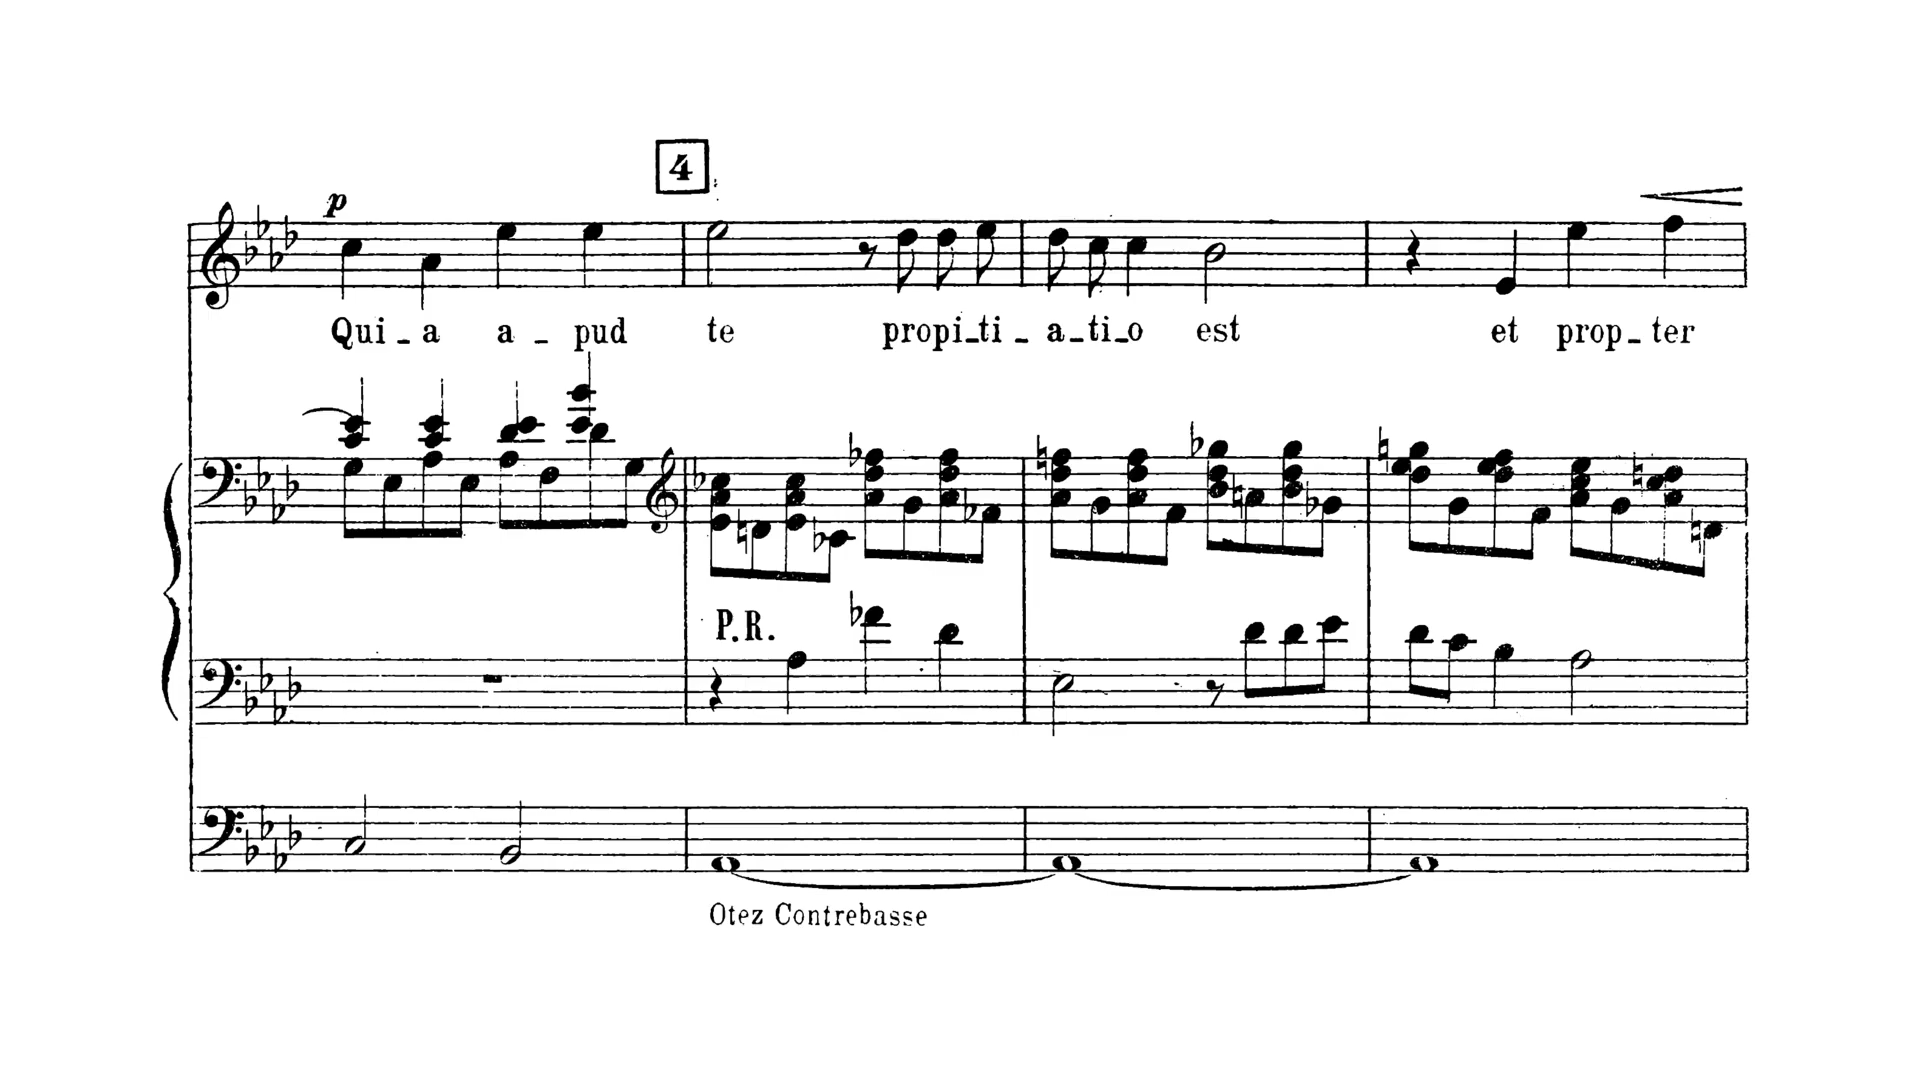 4
p
Qui_a a_pud te propi_ti_a_ti_o est et prop_ter
P.R.
Otez Contrebasse